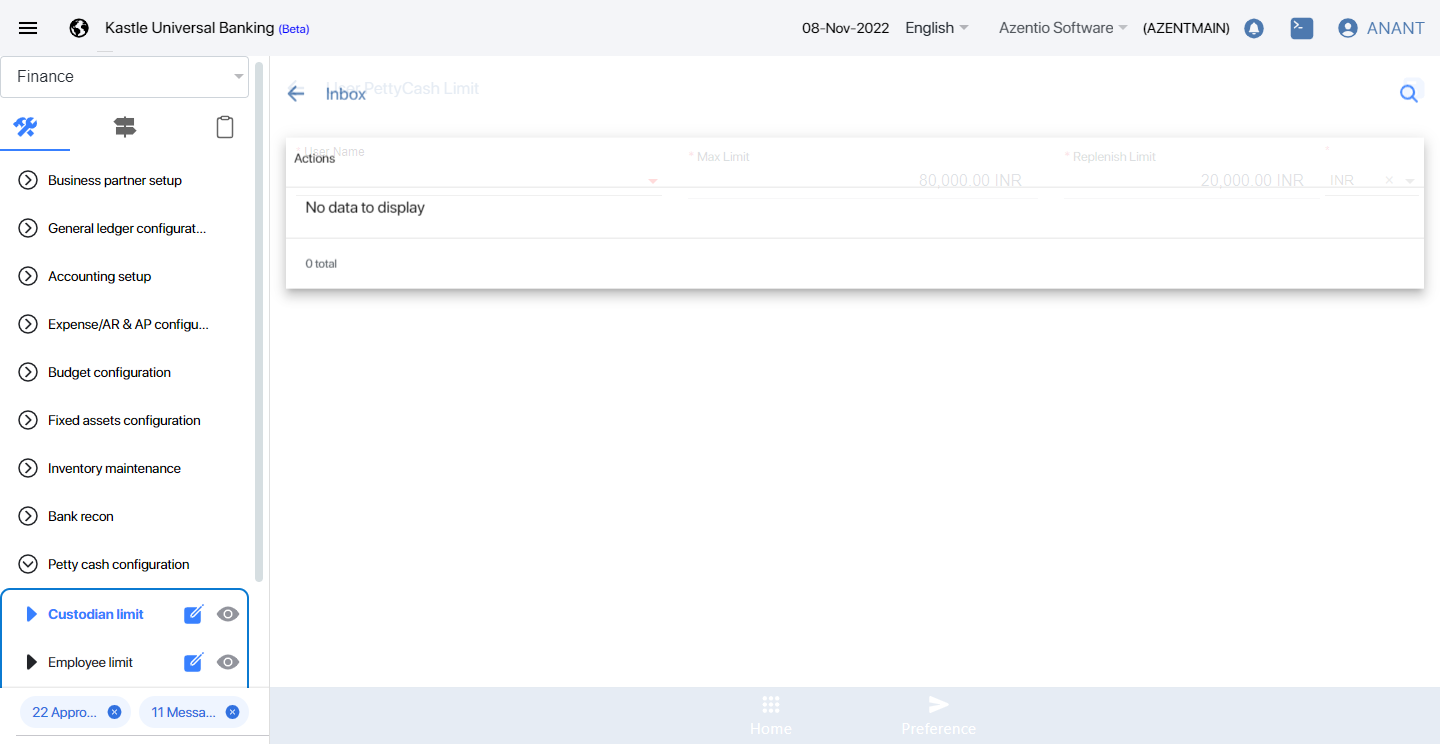 Kastle Universal Banking (Beta)
08-Nov-2022 English Azentio Software (AZENTMAIN) ANANT
Finance
Business partner setup
General ledger configurat...
Accounting setup
Expense/AR & AP configu...
Budget configuration
Fixed assets configuration
Inventory maintenance
Bank recon
Petty cash configuration
Custodian limit
Employee limit
22 Appro...
11 Messa...
User PettyCash Limit
Inbox
* User Name
Actions
* Max Limit
80,000.00 INR
* Replenish Limit
20,000.00 INR
*
INR
No data to display
0 total
Home
Preference